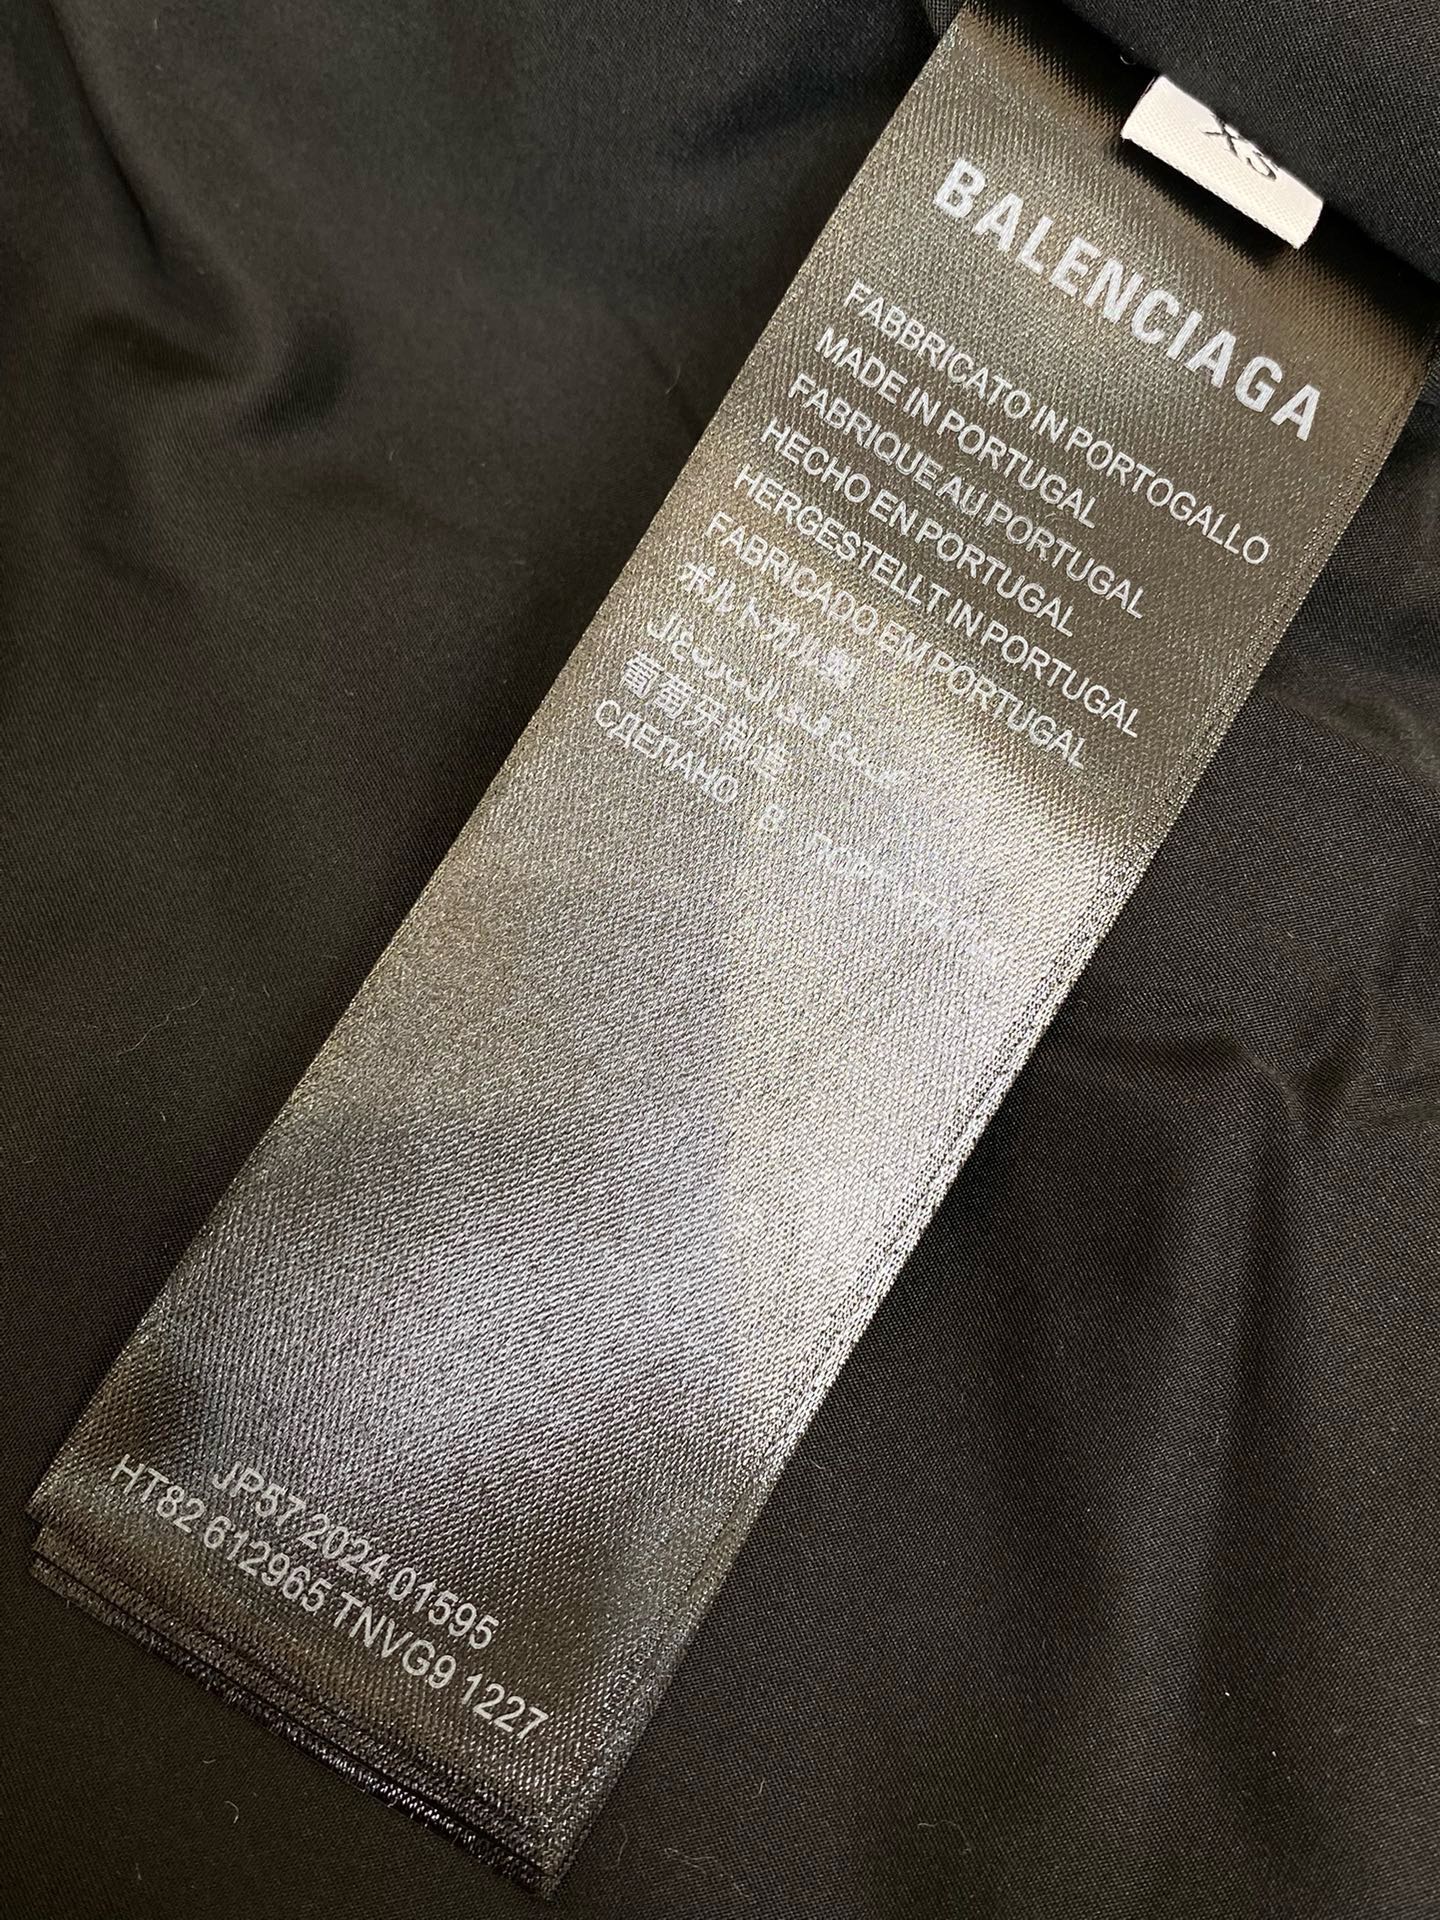 XS
BALENCIAGA
FABBRICATO IN PORTOGALLO
MADE IN PORTUGAL
FABRIQUE AU PORTUGAL
HECHO EN PORTUGAL
HERGESTELLT IN PORTUGAL
FABRICADO EM PORTUGAL
ポルトガル製
葡萄牙制造
СДЕЛАНО В
JP57 2024 01595
HT82 612965 TNVG9 1227